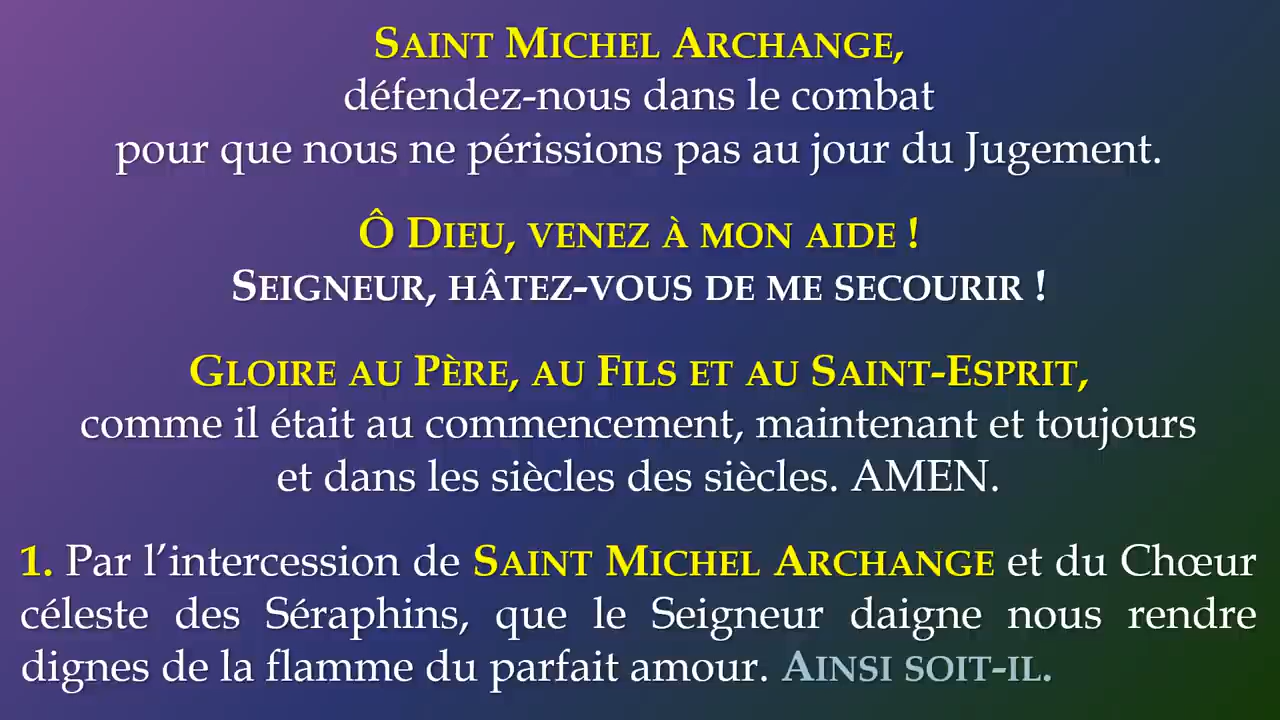 SAINT MICHEL ARCHANGE,
défendez-nous dans le combat
pour que nous ne périssions pas au jour du Jugement.
Ô DIEU, VENEZ À MON AIDE !
SEIGNEUR, HÂTEZ-VOUS DE ME SECOURIR !
GLOIRE AU PÈRE, AU FILS ET AU SAINT-ESPRIT,
comme il était au commencement, maintenant et toujours
et dans les siècles des siècles. AMEN.
1. Par l’intercession de SAINT MICHEL ARCHANGE et du Chœur
céleste des Séraphins, que le Seigneur daigne nous rendre
dignes de la flamme du parfait amour. AINSI SOIT-IL.